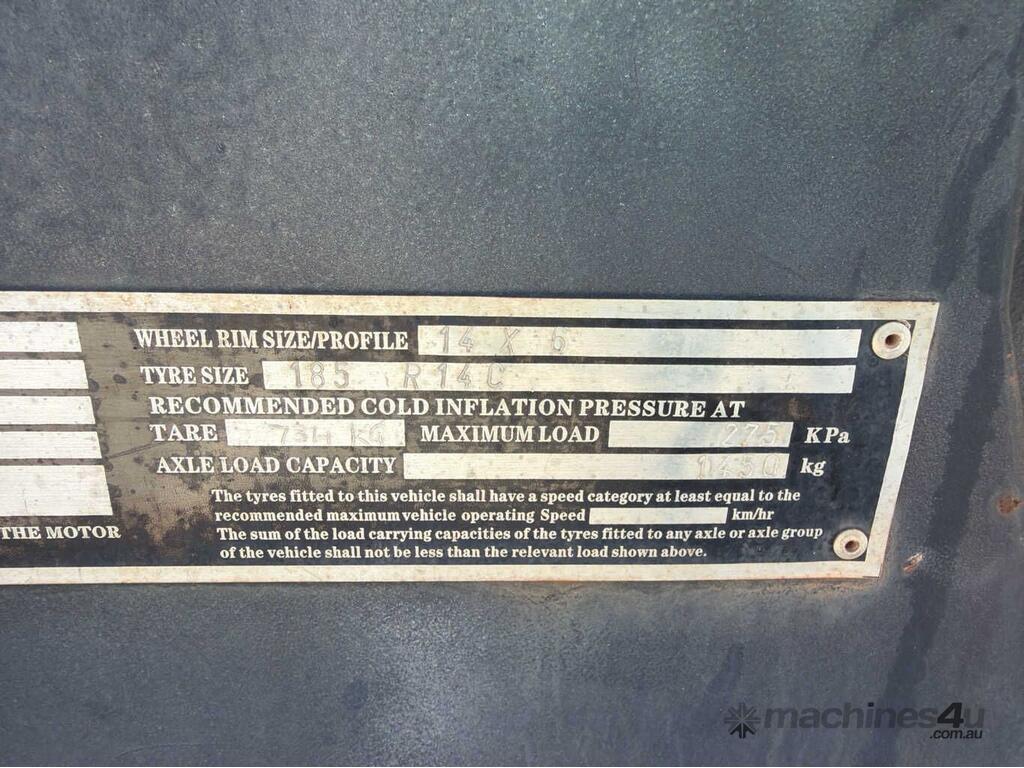 WHEEL RIM SIZE/PROFILE 14 X 6
TYRE SIZE 185 R14C
RECOMMENDED COLD INFLATION PRESSURE AT
TARE KG MAXIMUM LOAD 275 KPa
AXLE LOAD CAPACITY 1450 kg
The tyres fitted to this vehicle shall have a speed category at least equal to the
recommended maximum vehicle operating Speed km/hr
THE MOTOR
The sum of the load carrying capacities of the tyres fitted to any axle or axle group
of the vehicle shall not be less than the relevant load shown above.
machines4u
.com.au